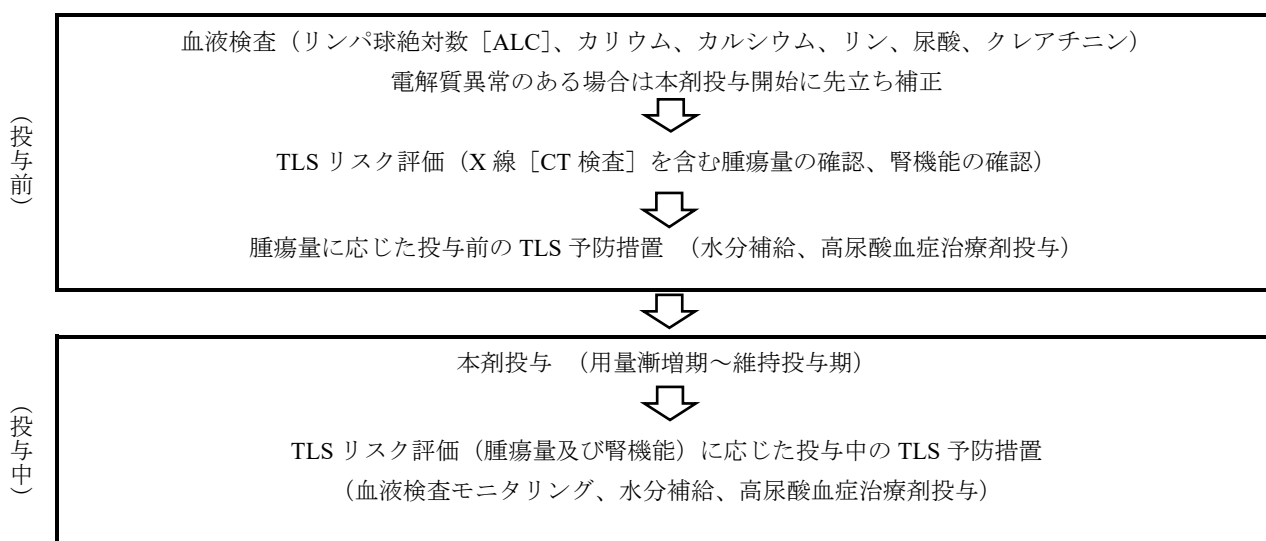 (投与前)
血液検査（リンパ球絶対数［ALC］、カリウム、カルシウム、リン、尿酸、クレアチニン）
電解質異常のある場合は本剤投与開始に先立ち補正
TLS リスク評価（X 線［CT 検査］を含む腫瘍量の確認、腎機能の確認）
腫瘍量に応じた投与前の TLS 予防措置　（水分補給、高尿酸血症治療剤投与）
(投与中)
本剤投与　（用量漸増期～維持投与期）
TLS リスク評価（腫瘍量及び腎機能）に応じた投与中の TLS 予防措置
（血液検査モニタリング、水分補給、高尿酸血症治療剤投与）